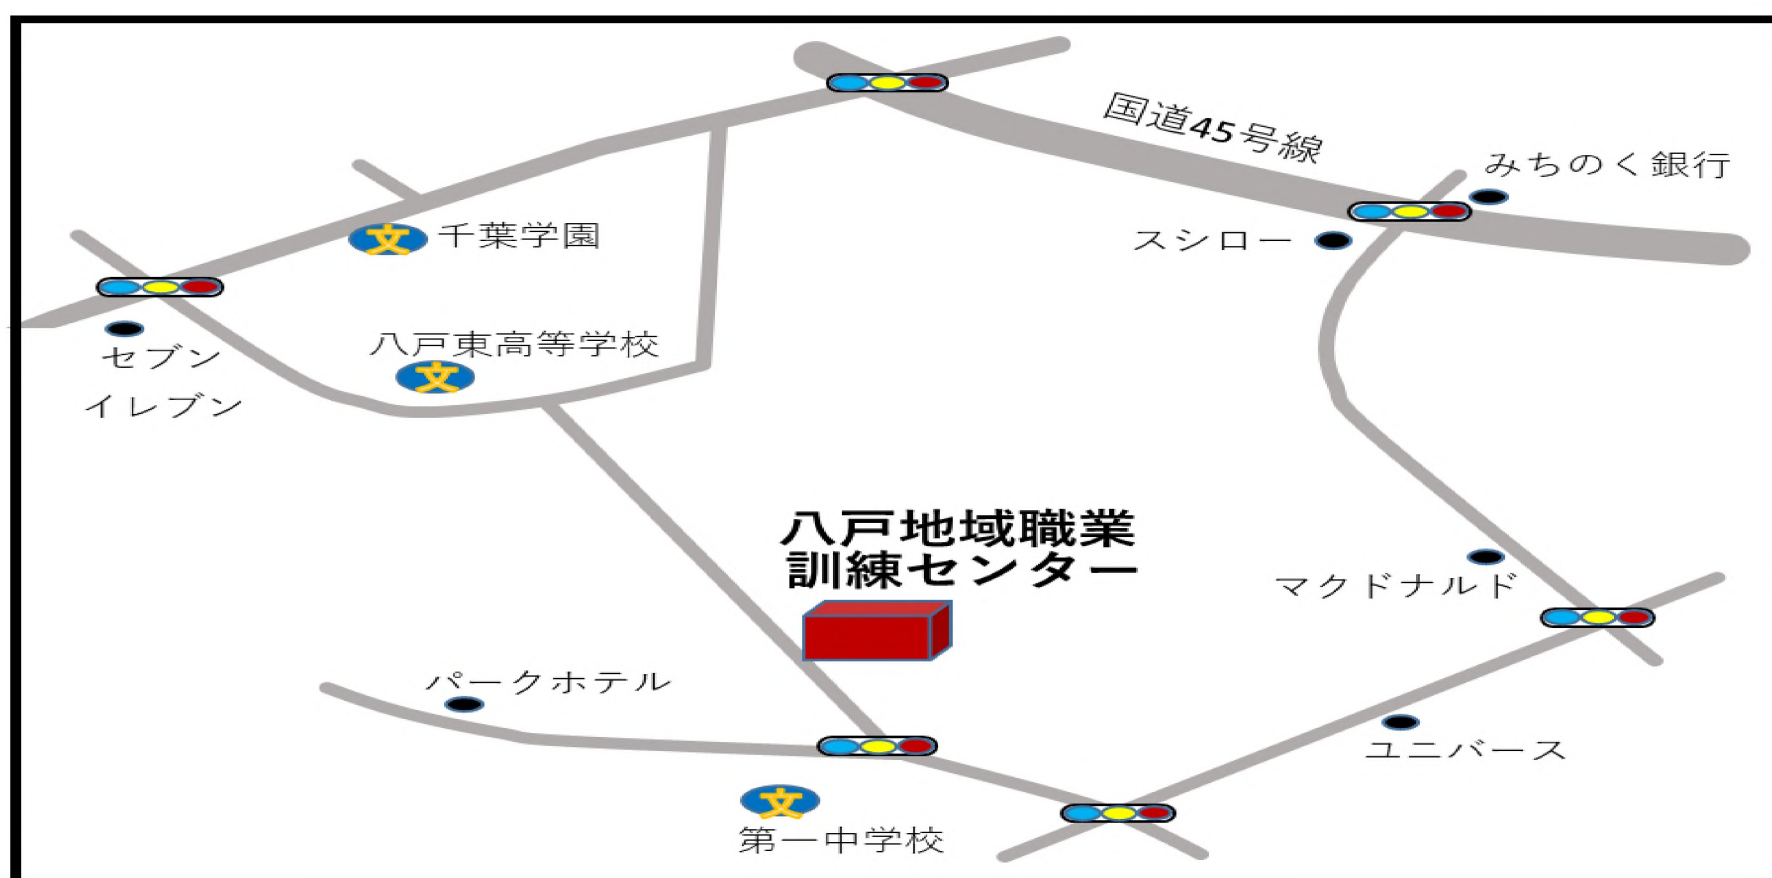 国道45号線
みちのく銀行
スシロー
千葉学園
文
八戸東高等学校
文
セブン
イレブン
八戸地域職業
訓練センター
マクドナルド
パークホテル
ユニバース
文
第一中学校